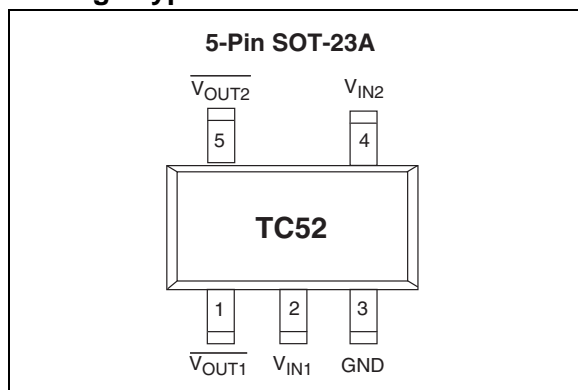 5-Pin SOT-23A
VOUT2 VIN2
5 4
TC52
1 2 3
VOUT1 VIN1 GND